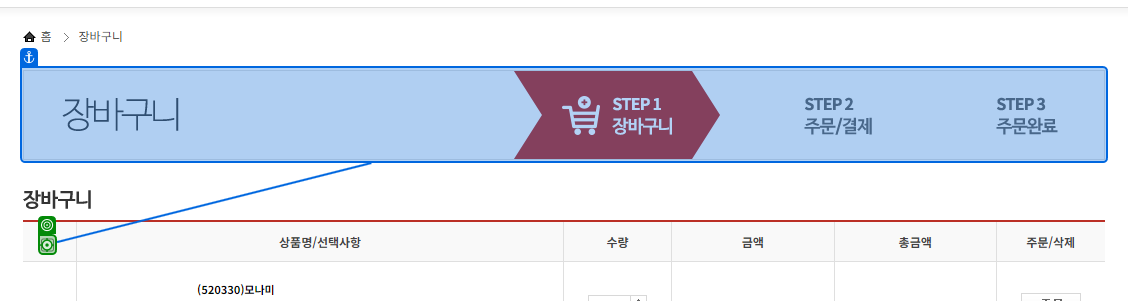 홈 장바구니
장바구니
STEP 1
장바구니
STEP 2
주문/결제
STEP 3
주문완료
장바구니
상품명/선택사항 수량 금액 총금액 주문/삭제
(520330)모나미